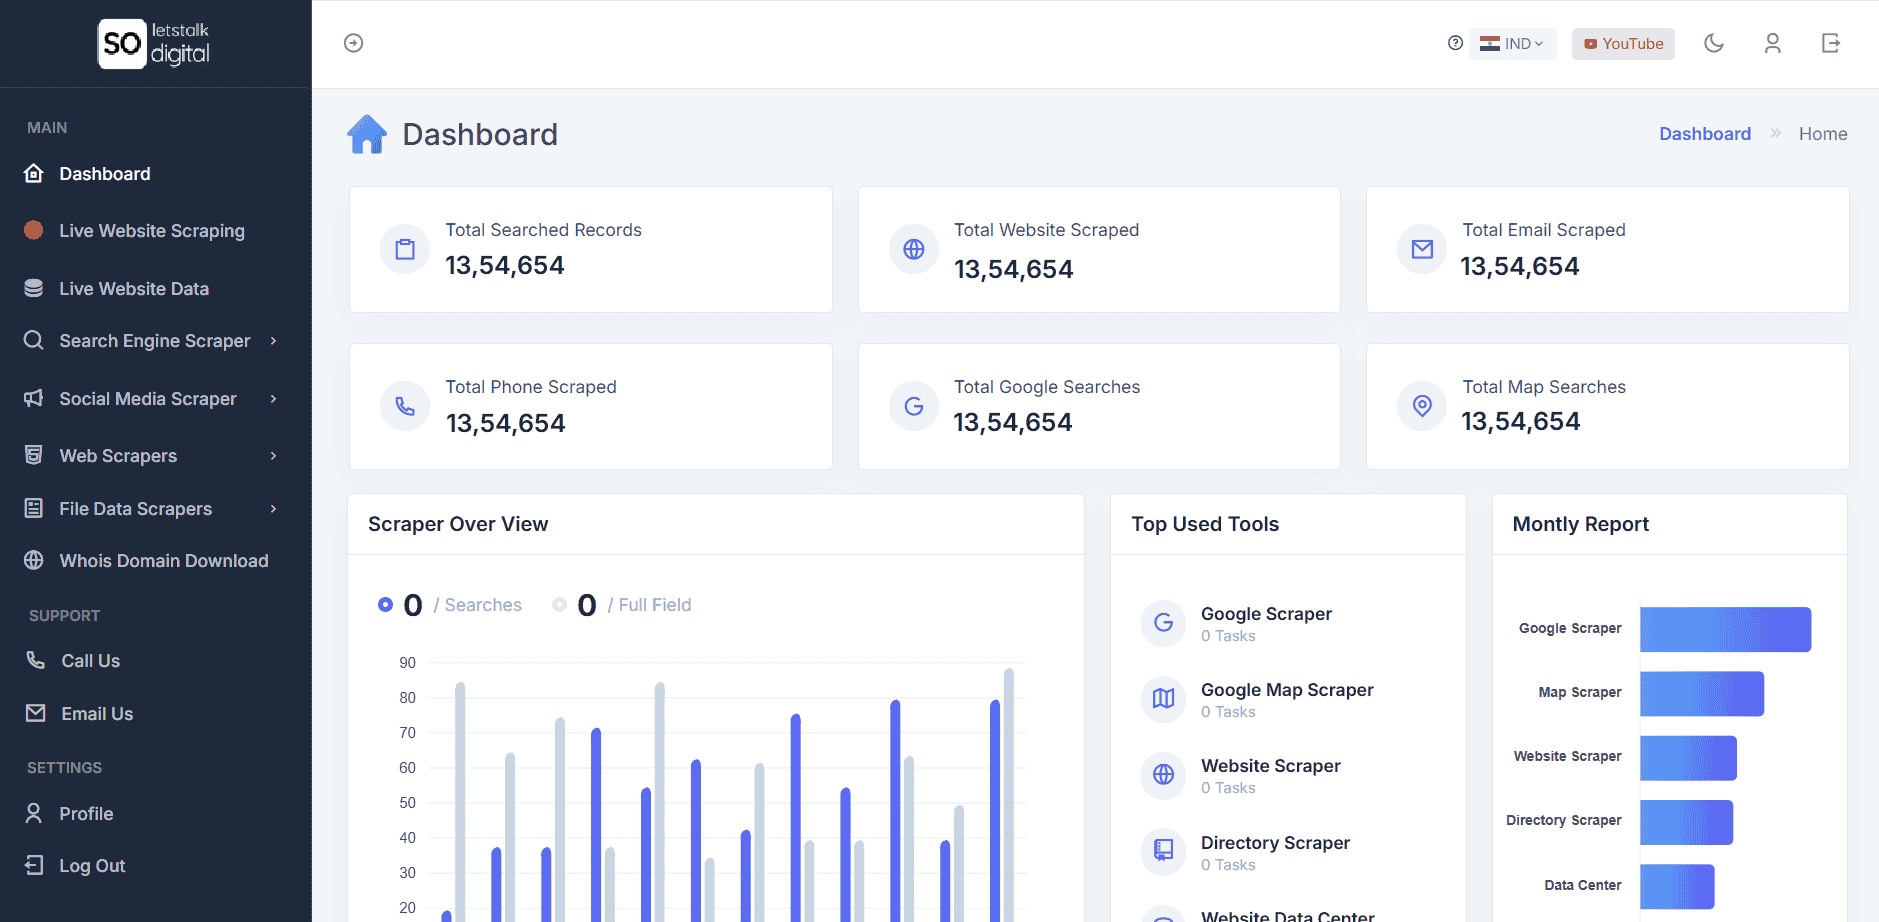 SO letstalk
digital
IND
YouTube
MAIN
Dashboard
Live Website Scraping
Live Website Data
Search Engine Scraper
Social Media Scraper
Web Scrapers
File Data Scrapers
Whois Domain Download
SUPPORT
Call Us
Email Us
SETTINGS
Profile
Log Out
Dashboard
Dashboard » Home
Total Searched Records
13,54,654
Total Website Scraped
13,54,654
Total Email Scraped
13,54,654
Total Phone Scraped
13,54,654
Total Google Searches
13,54,654
Total Map Searches
13,54,654
Scraper Over View
0 / Searches
0 / Full Field
90
80
70
60
50
40
30
20
Top Used Tools
Google Scraper
0 Tasks
Google Map Scraper
0 Tasks
Website Scraper
0 Tasks
Directory Scraper
0 Tasks
Website Data Center
Montly Report
Google Scraper
Map Scraper
Website Scraper
Directory Scraper
Data Center